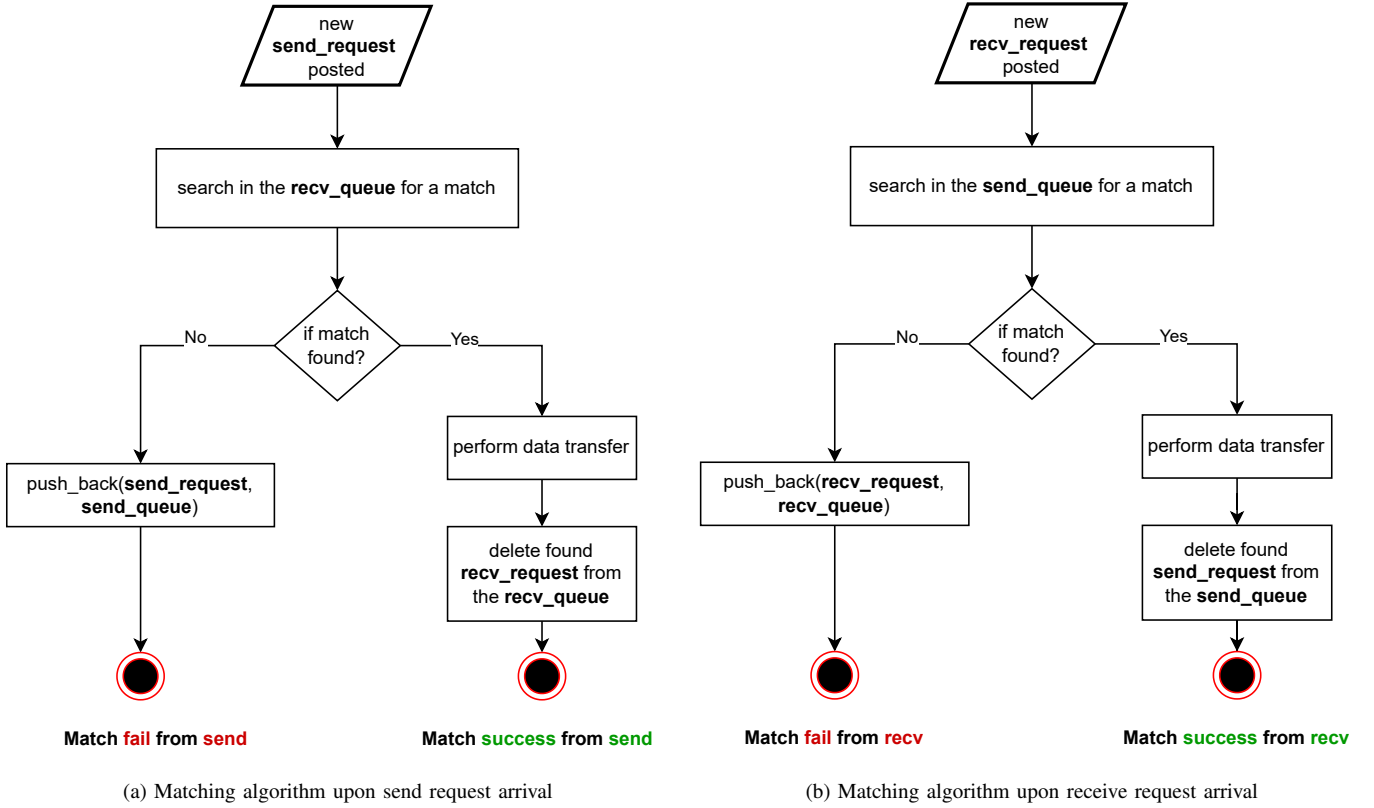 new
send_request
posted
search in the recv_queue for a match
if match
found?
No
Yes
perform data transfer
push_back(send_request,
send_queue)
delete found
recv_request from
the recv_queue
Match fail from send
Match success from send
(a) Matching algorithm upon send request arrival
new
recv_request
posted
search in the send_queue for a match
if match
found?
No
Yes
perform data transfer
push_back(recv_request,
recv_queue)
delete found
send_request from
the send_queue
Match fail from recv
Match success from recv
(b) Matching algorithm upon receive request arrival